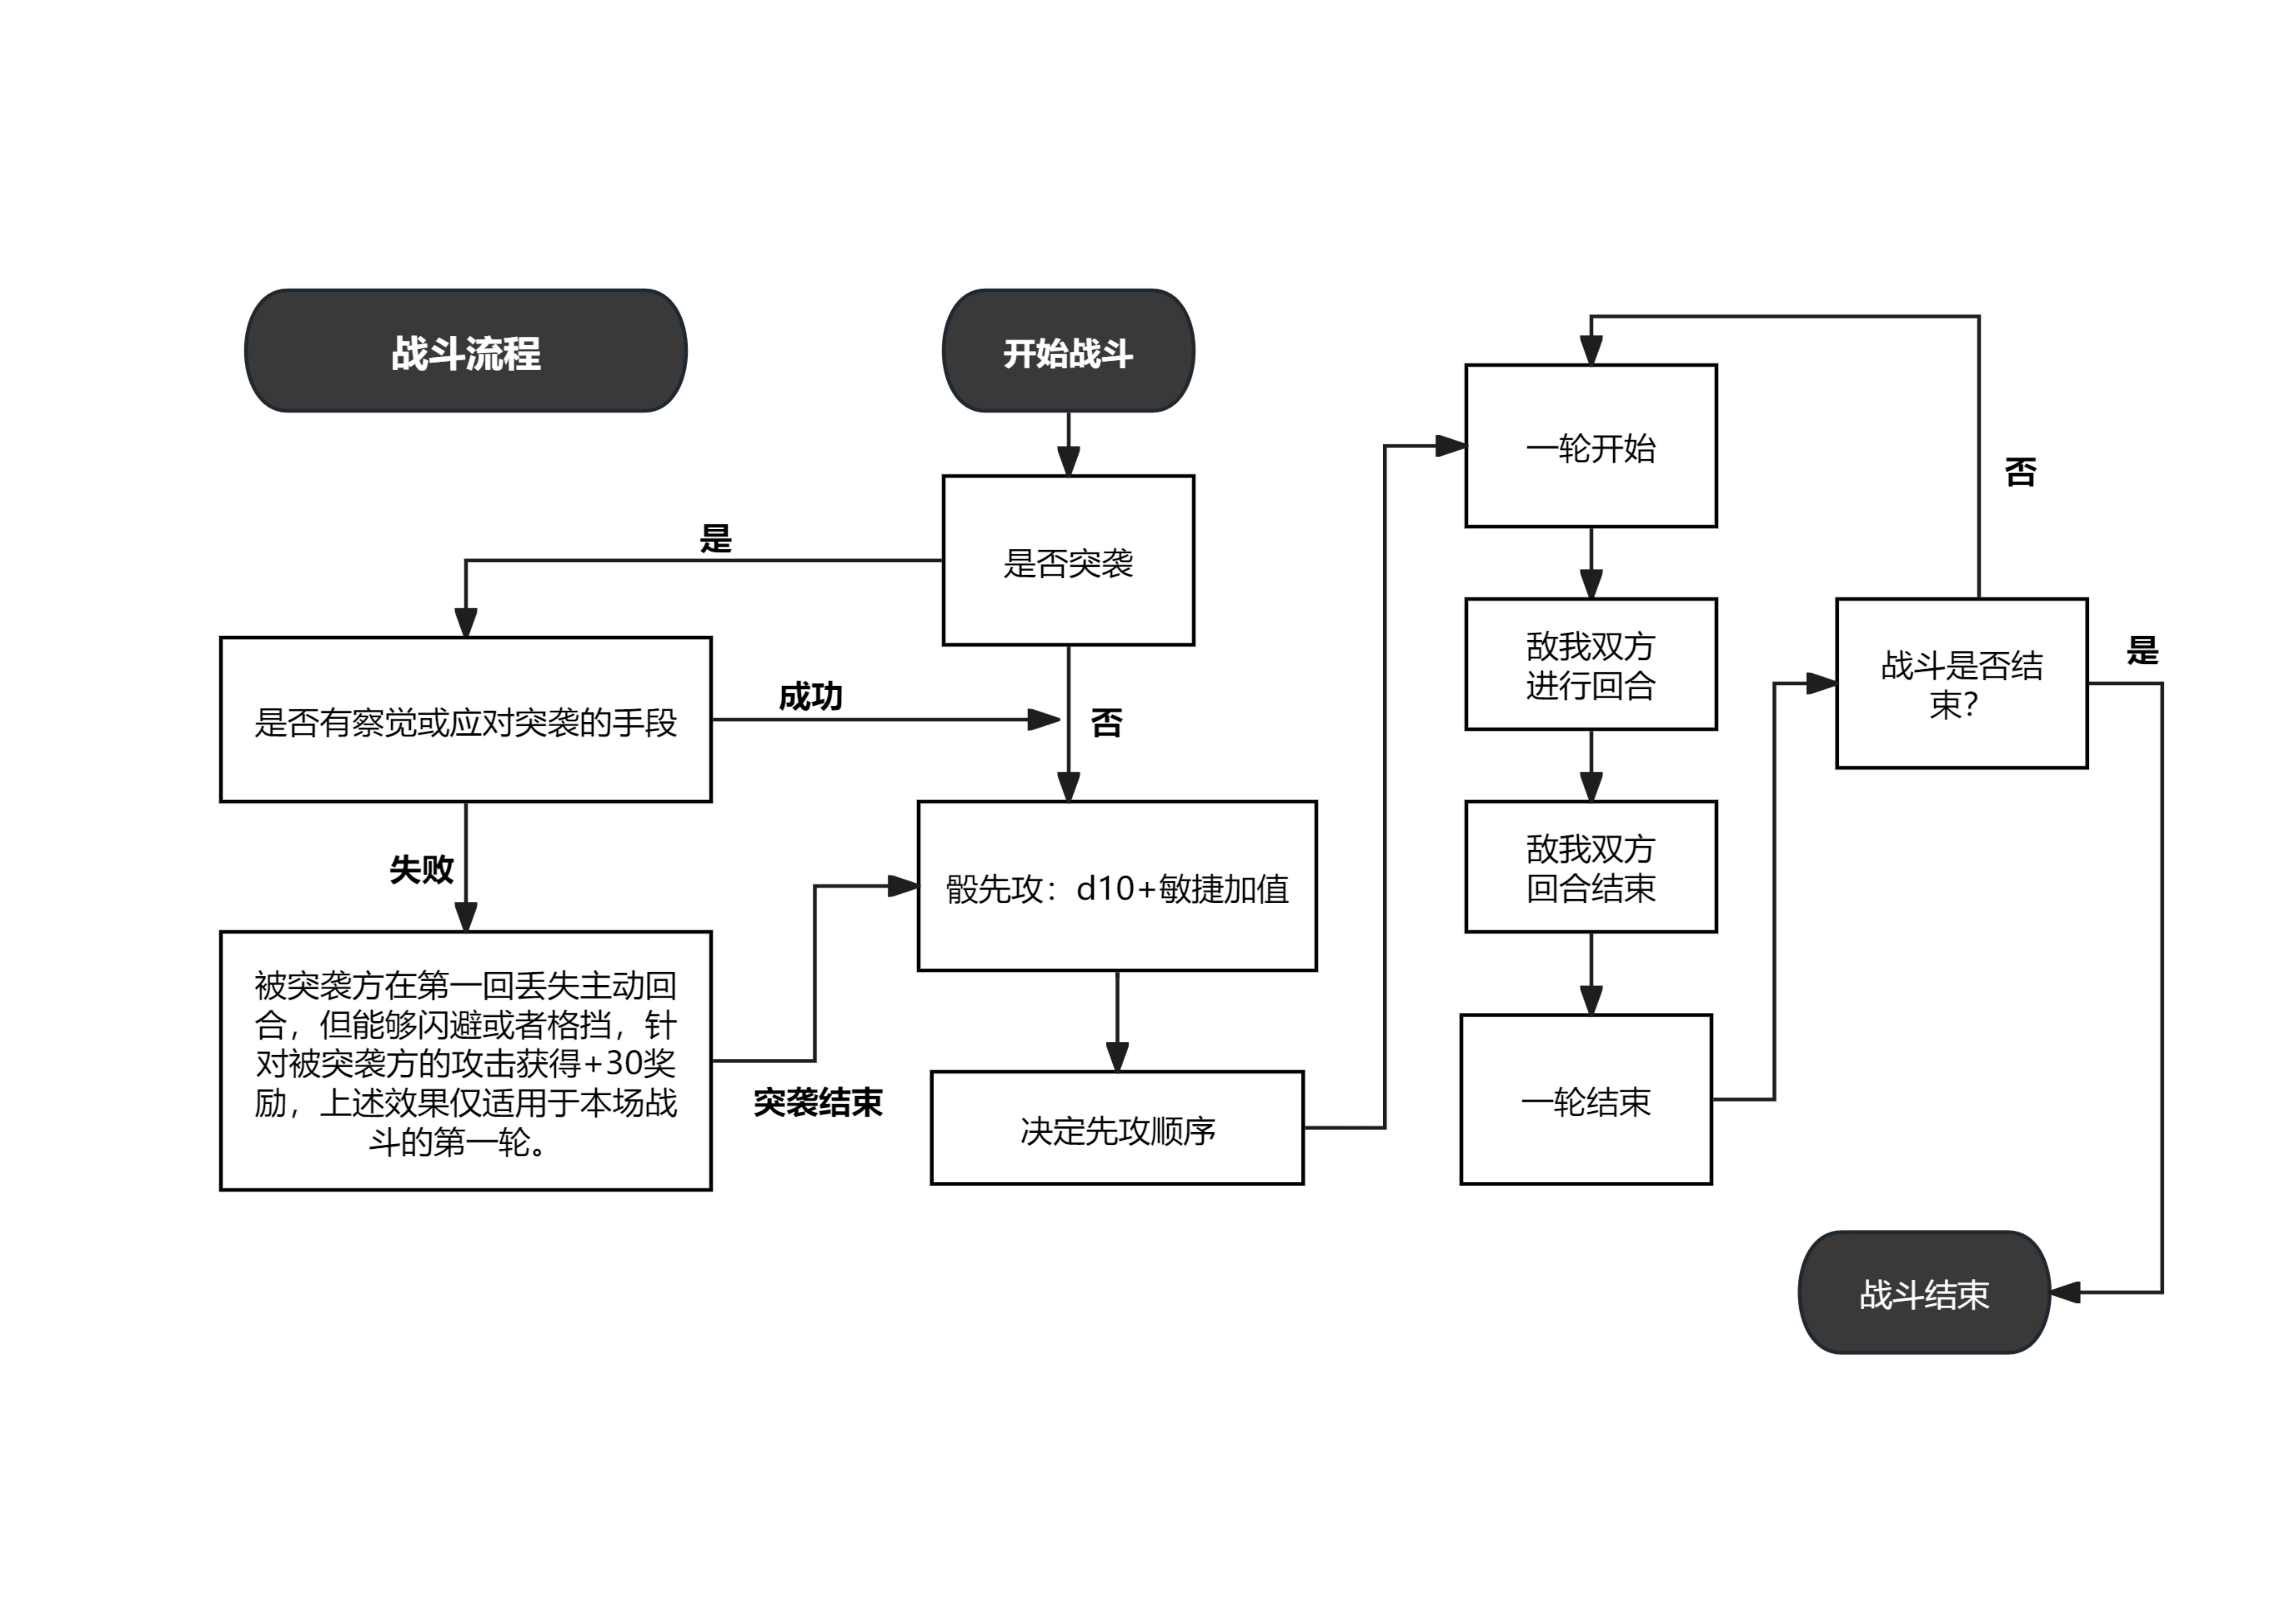 战斗流程
开始战斗
是否突袭
是
否
是否有察觉或应对突袭的手段
成功
失败
被突袭方在第一回丢失主动回
合，但能够闪避或者格挡，针
对被突袭方的攻击获得+30奖
励，上述效果仅适用于本场战
斗的第一轮。
突袭结束
骰先攻：d10+敏捷加值
决定先攻顺序
一轮开始
敌我双方
进行回合
敌我双方
回合结束
一轮结束
战斗是否结
束？
否
是
战斗结束